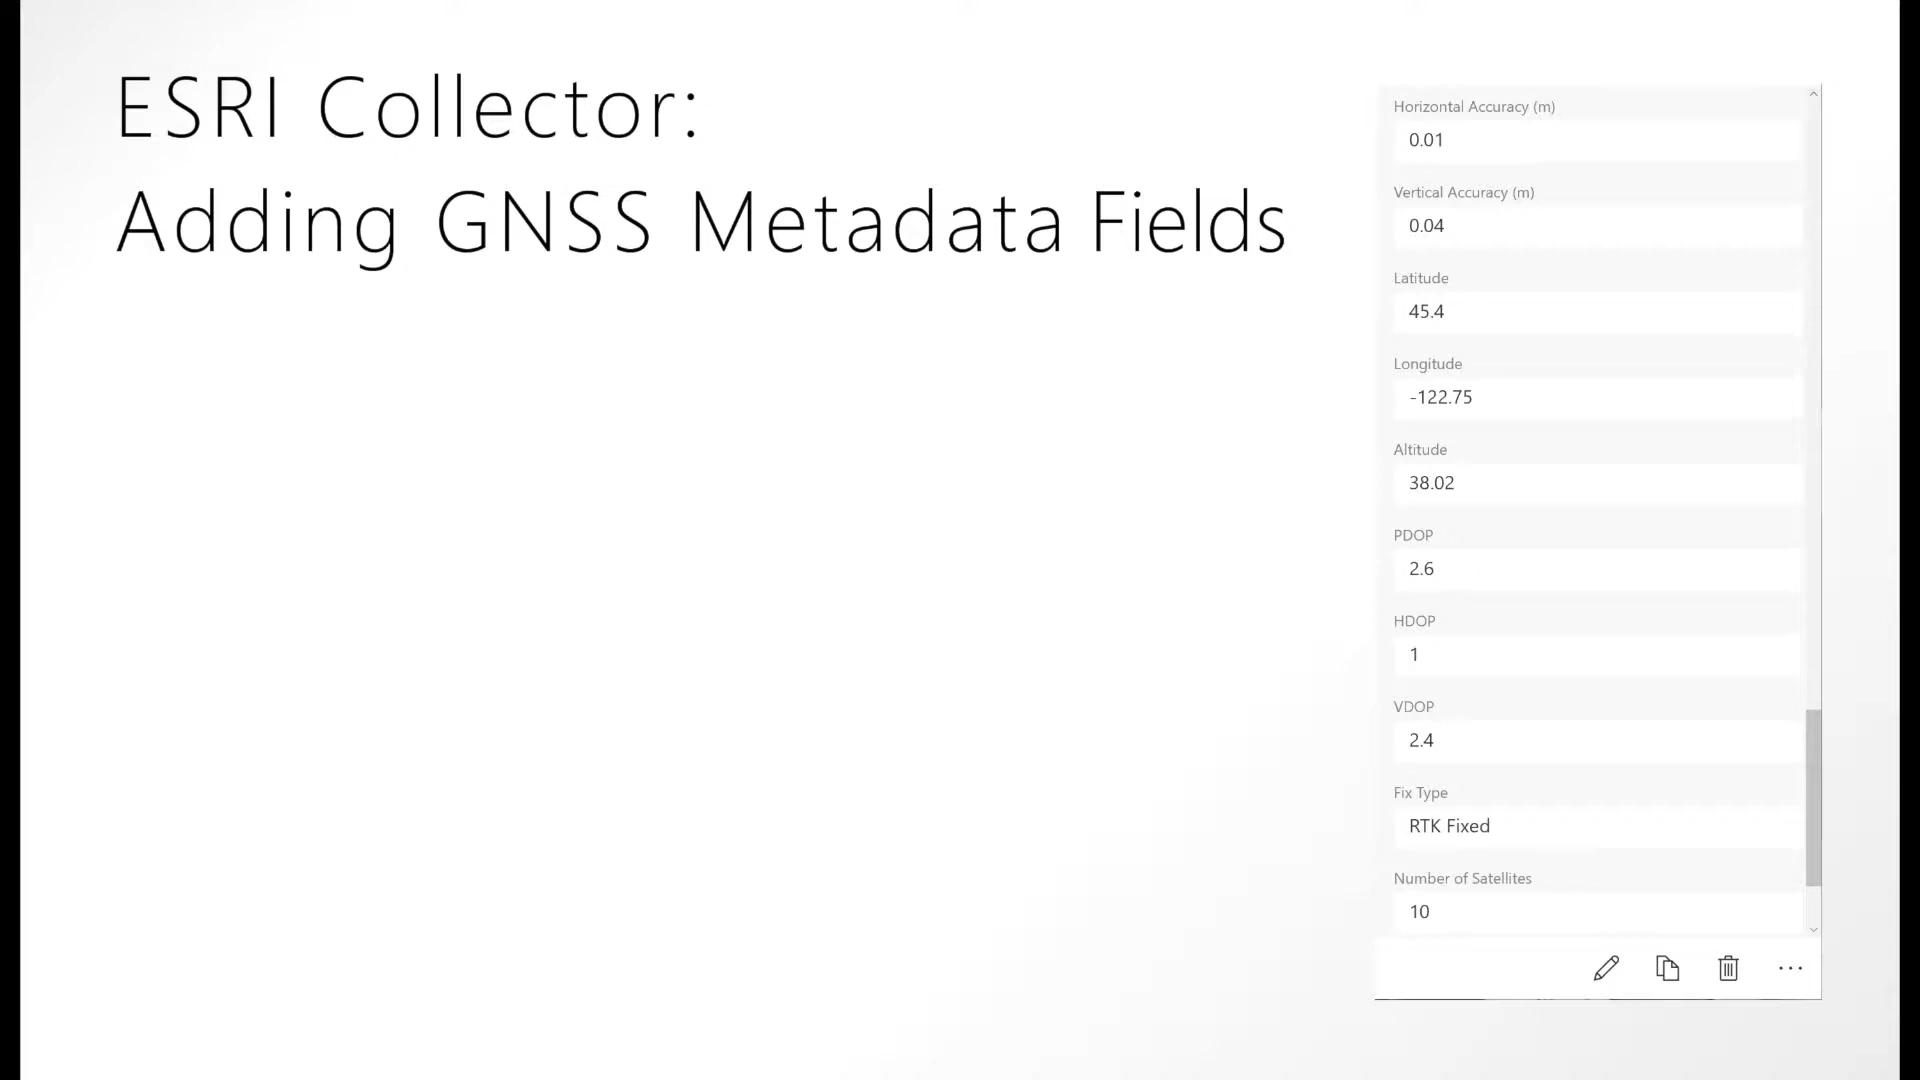 ESRI Collector:
Adding GNSS Metadata Fields
Horizontal Accuracy (m)
0.01
Vertical Accuracy (m)
0.04
Latitude
45.4
Longitude
-122.75
Altitude
38.02
PDOP
2.6
HDOP
1
VDOP
2.4
Fix Type
RTK Fixed
Number of Satellites
10